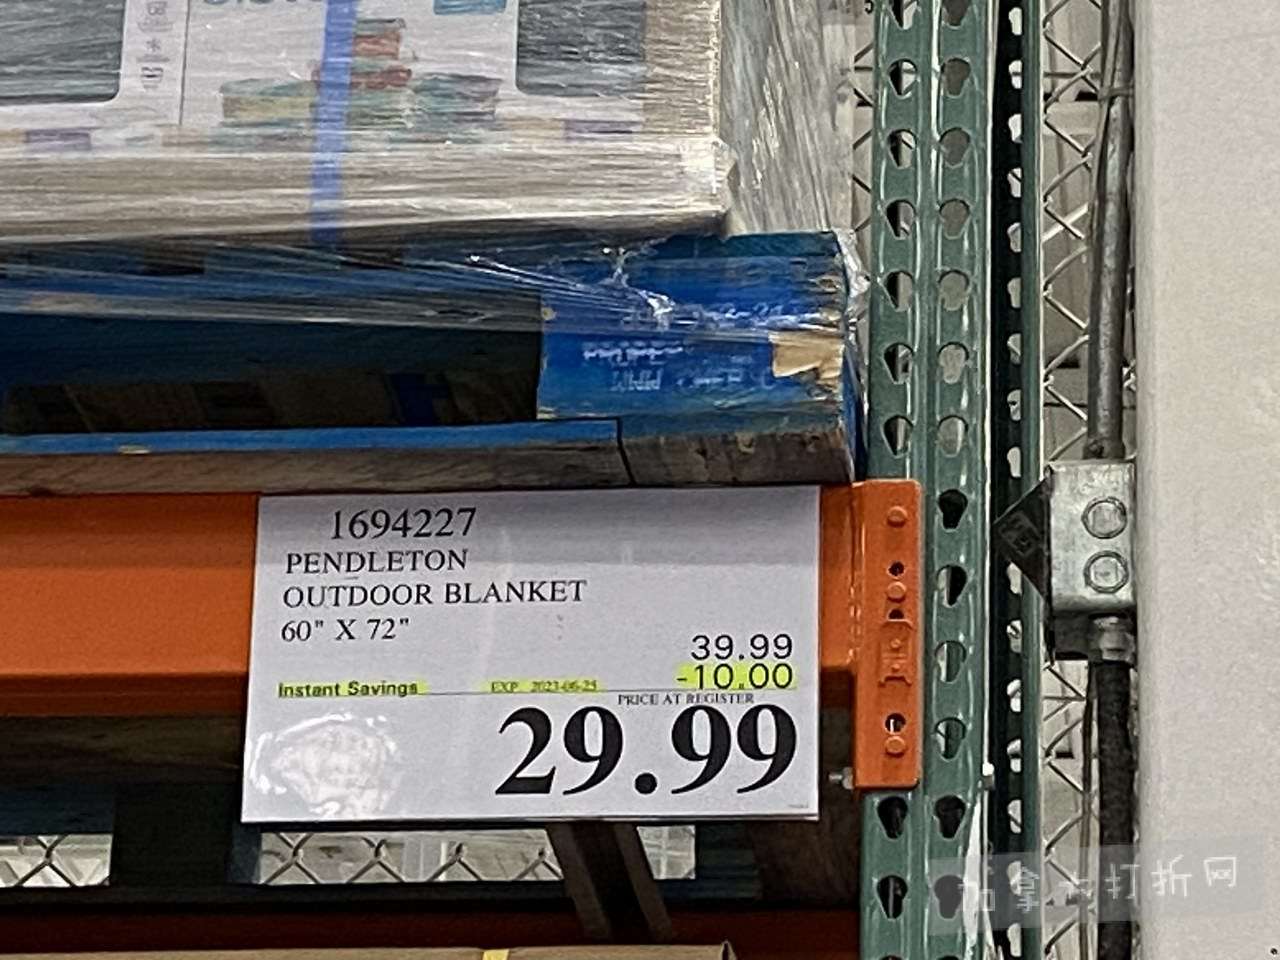 1694227
PENDLETON
OUTDOOR BLANKET
60" X 72"
39.99
-10.00
Instant Savings EXP 2023-06-25
PRICE AT REGISTER
29.99
加拿大打折网